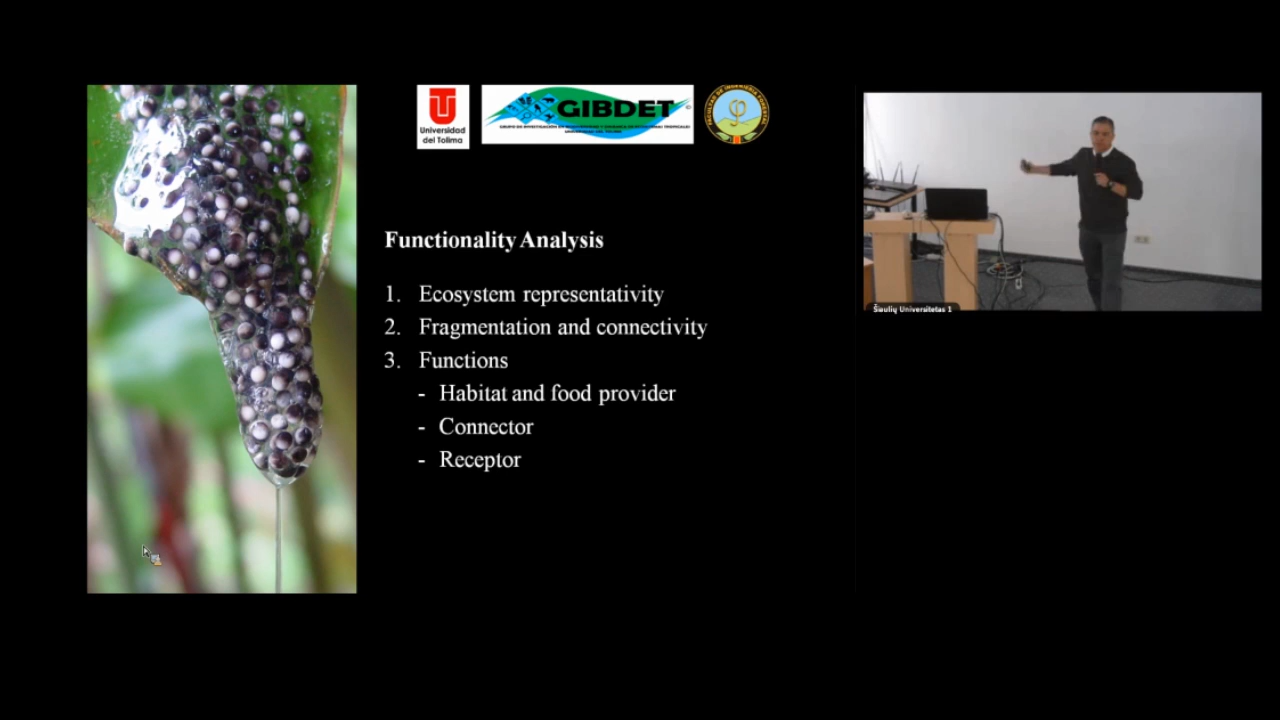 Universidad
del Tolima
GIBDET
Functionality Analysis
1. Ecosystem representativity
2. Fragmentation and connectivity
3. Functions
- Habitat and food provider
- Connector
- Receptor
Šiaulių Universitetas 1